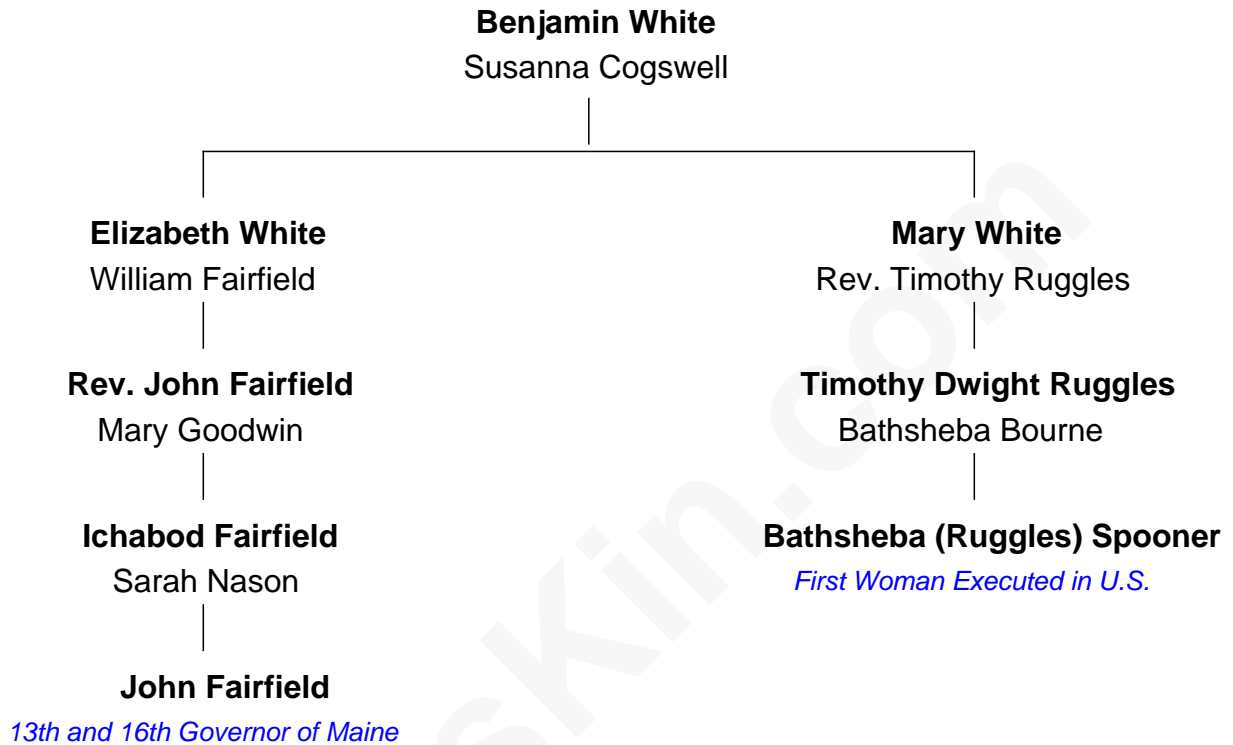 Benjamin White
Susanna Cogswell
Elizabeth White
William Fairfield
Mary White
Rev. Timothy Ruggles
Rev. John Fairfield
Mary Goodwin
Timothy Dwight Ruggles
Bathsheba Bourne
Ichabod Fairfield
Sarah Nason
Bathsheba (Ruggles) Spooner
First Woman Executed in U.S.
John Fairfield
13th and 16th Governor of Maine
sKin.com